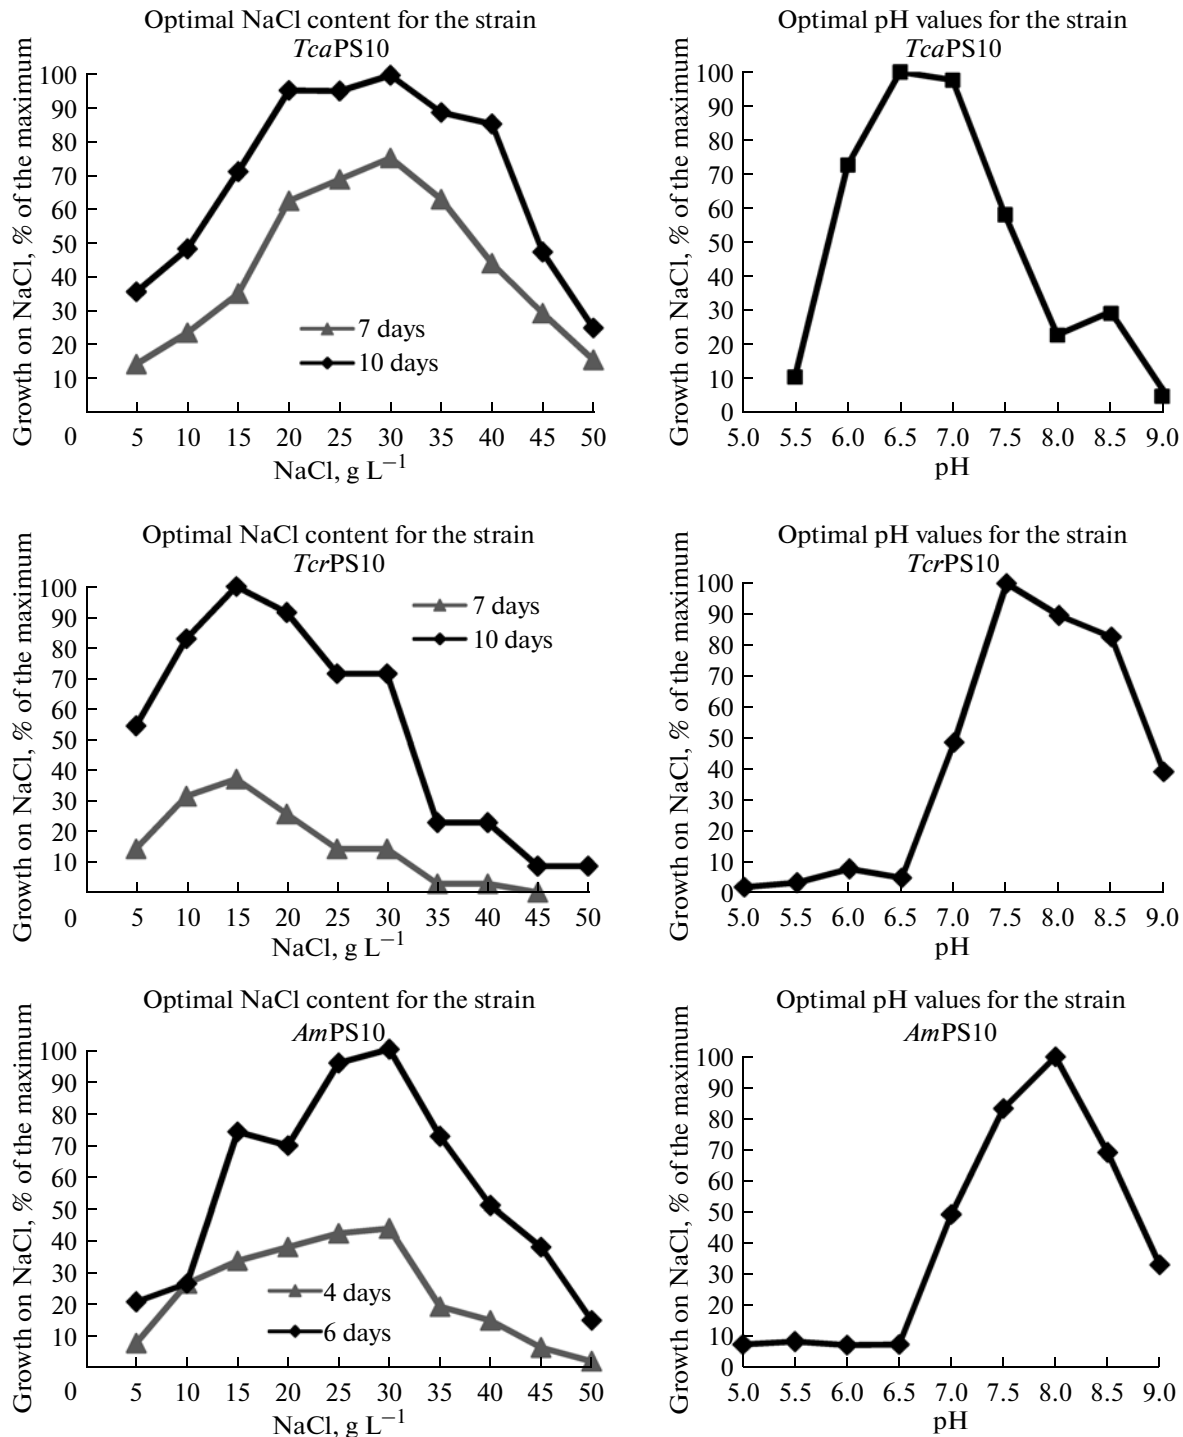 Optimal NaCl content for the strain
TcaPS10
Growth on NaCl, % of the maximum
100
90
80
70
60
50
40
30
20
10
0
5 10 15 20 25 30 35 40 45 50
NaCl, g L–1
7 days
10 days
Optimal pH values for the strain
TcaPS10
Growth on NaCl, % of the maximum
100
90
80
70
60
50
40
30
20
10
0
5.0 5.5 6.0 6.5 7.0 7.5 8.0 8.5 9.0
pH
Optimal NaCl content for the strain
TcrPS10
Growth on NaCl, % of the maximum
100
90
80
70
60
50
40
30
20
10
0
5 10 15 20 25 30 35 40 45 50
NaCl, g L–1
7 days
10 days
Optimal pH values for the strain
TcrPS10
Growth on NaCl, % of the maximum
100
90
80
70
60
50
40
30
20
10
0
5.0 5.5 6.0 6.5 7.0 7.5 8.0 8.5 9.0
pH
Optimal NaCl content for the strain
AmPS10
Growth on NaCl, % of the maximum
100
90
80
70
60
50
40
30
20
10
0
5 10 15 20 25 30 35 40 45 50
NaCl, g L–1
4 days
6 days
Optimal pH values for the strain
AmPS10
Growth on NaCl, % of the maximum
100
90
80
70
60
50
40
30
20
10
0
5.0 5.5 6.0 6.5 7.0 7.5 8.0 8.5 9.0
pH